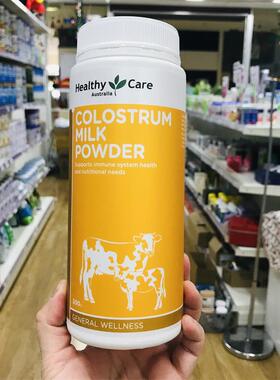 Healthy Care
Australia
COLOSTRUM
MILK
POWDER
Supports immune system health
and nutritional needs
GENERAL WELLNESS